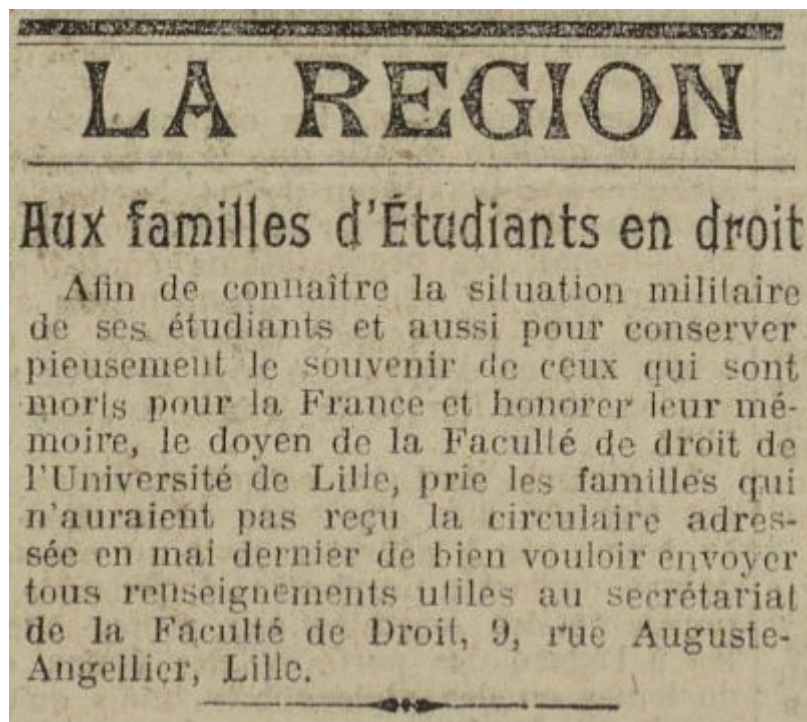 LA REGION
Aux familles d'Étudiants en droit
Afin de connaître la situation militaire
de ses étudiants et aussi pour conserver
pieusement le souvenir de ceux qui sont
morts pour la France et honorer leur mé-
moire, le doyen de la Faculté de droit de
l'Université de Lille, prie les familles qui
n'auraient pas reçu la circulaire adres-
sée en mai dernier de bien vouloir envoyer
tous renseignements utiles au secrétariat
de la Faculté de Droit, 9, rue Auguste-
Angellier, Lille.